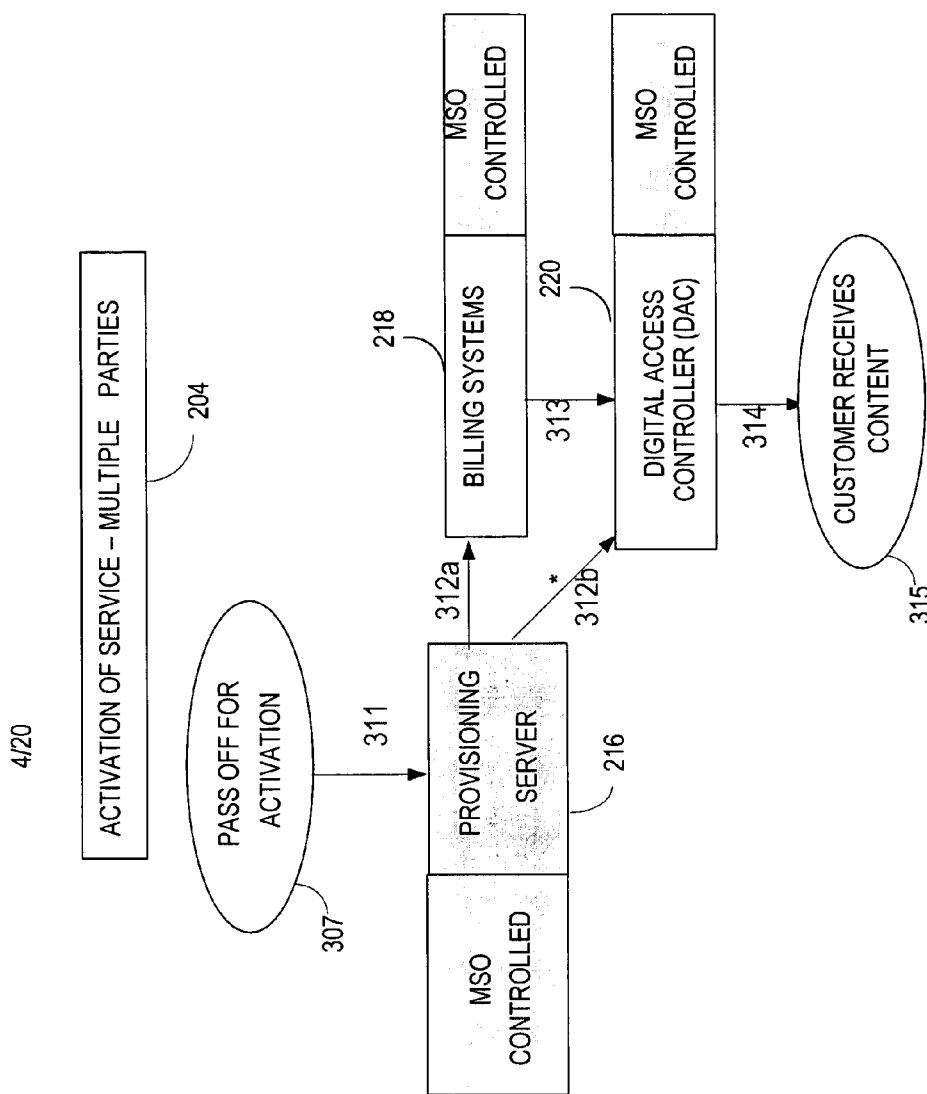 4/20
ACTIVATION OF SERVICE – MULTIPLE PARTIES
204
PASS OFF FOR
ACTIVATION
307
311
MSO
CONTROLLED
PROVISIONING
SERVER
216
312a
*
312b
218
BILLING SYSTEMS
MSO
CONTROLLED
313
220
DIGITAL ACCESS
CONTROLLER (DAC)
MSO
CONTROLLED
314
CUSTOMER RECEIVES
CONTENT
315